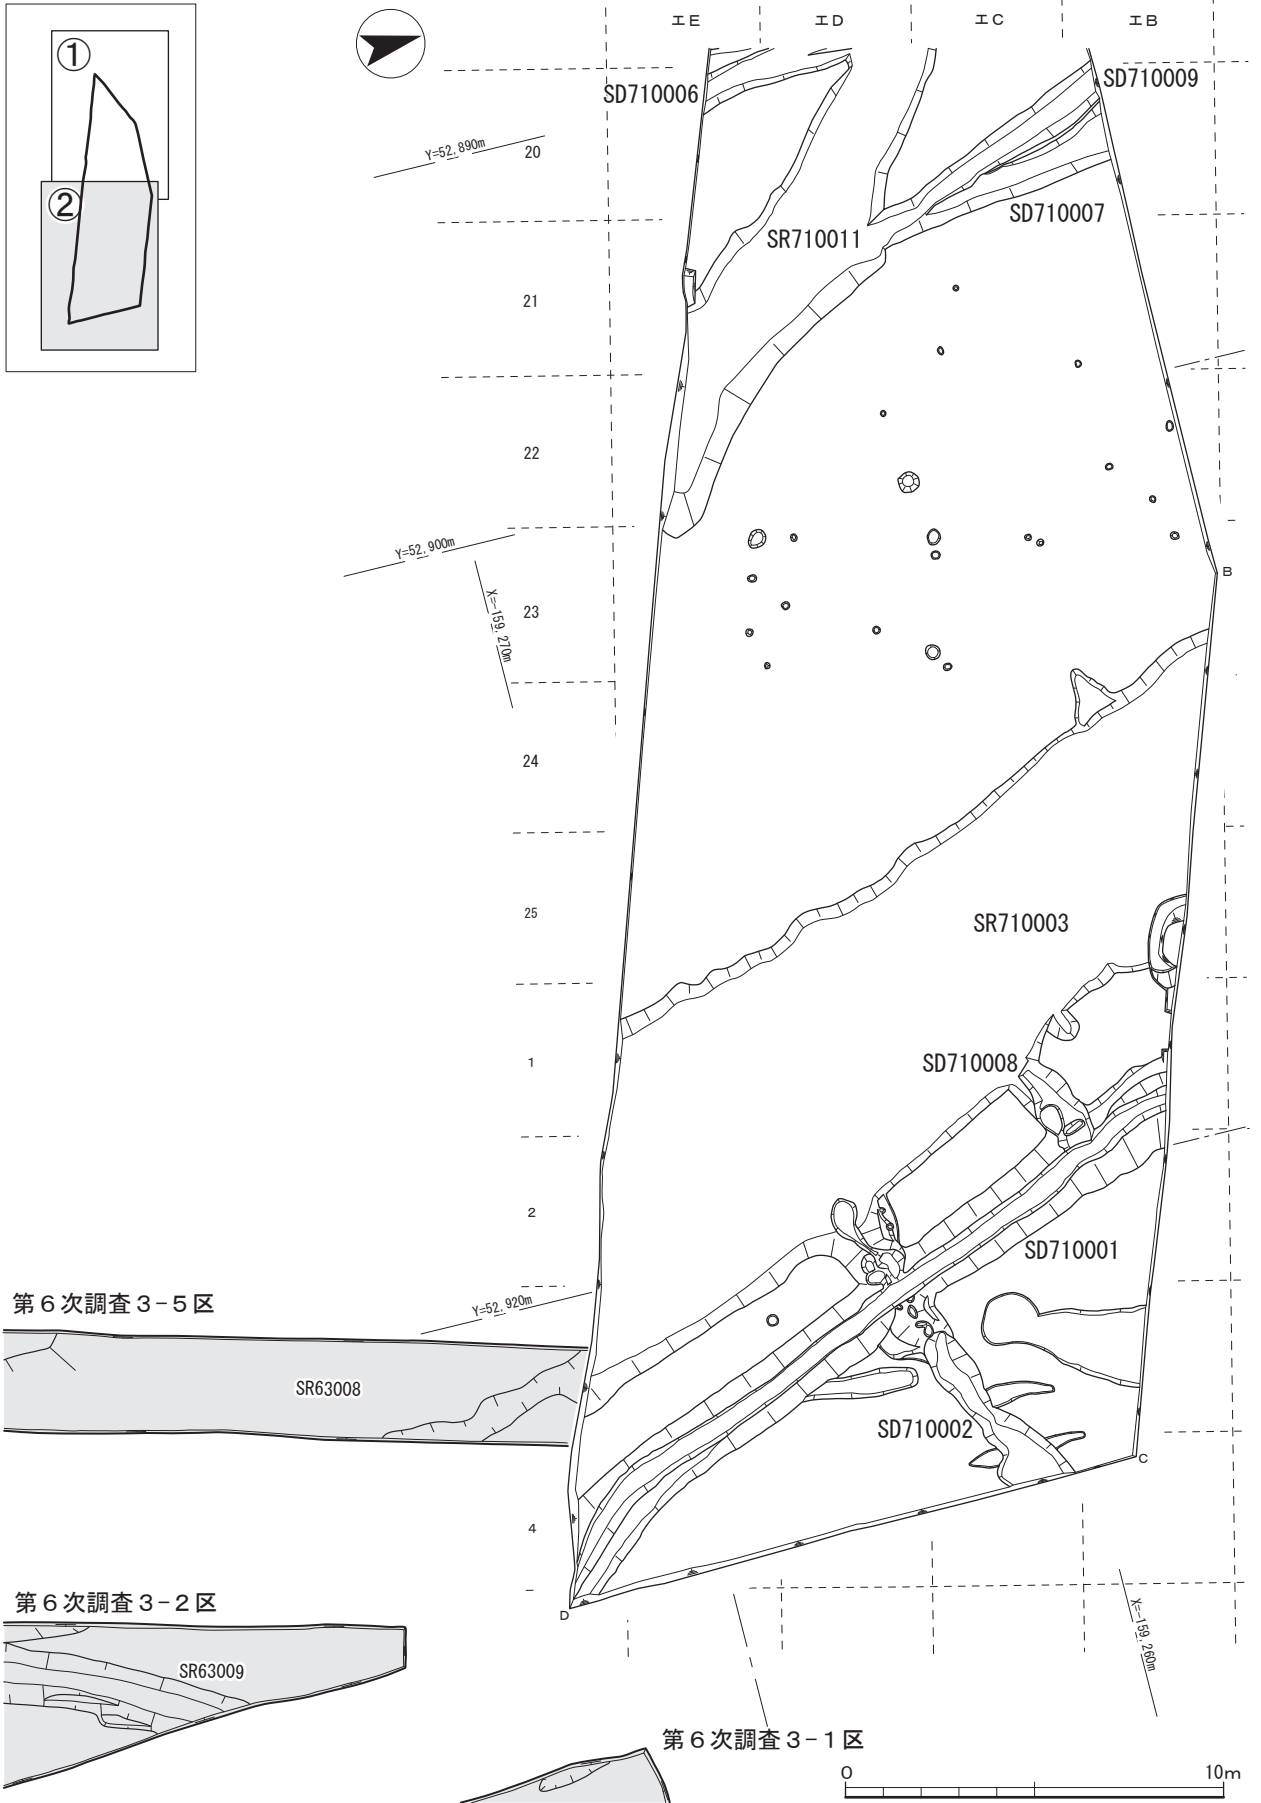 ①
②
エE エD エC エB
SD710006
SD710009
Y=52,890m
20
SD710007
SR710011
21
22
Y=52,900m
B
X=-159,270m
23
24
25
SR710003
1
SD710008
2
SD710001
第6次調査3-5区
Y=52,920m
SR63008
SD710002
C
4
第6次調査3-2区
D
X=-159,260m
SR63009
第6次調査3-1区
0 10m